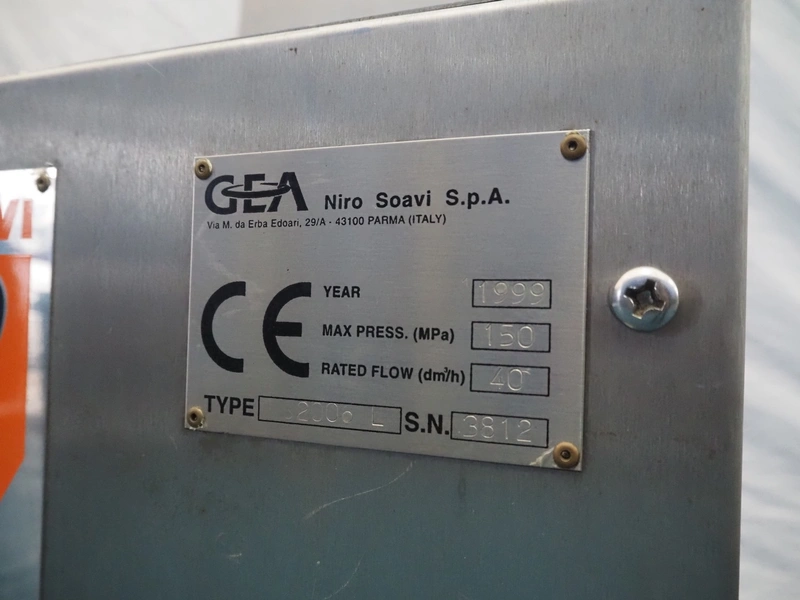 VI
GEA Niro Soavi S.p.A.
Via M. da Erba Edoari, 29/A - 43100 PARMA (ITALY)
CE
YEAR 1999
MAX PRESS. (MPa) 150
RATED FLOW (dm³/h) 40
TYPE L S.N. 3812